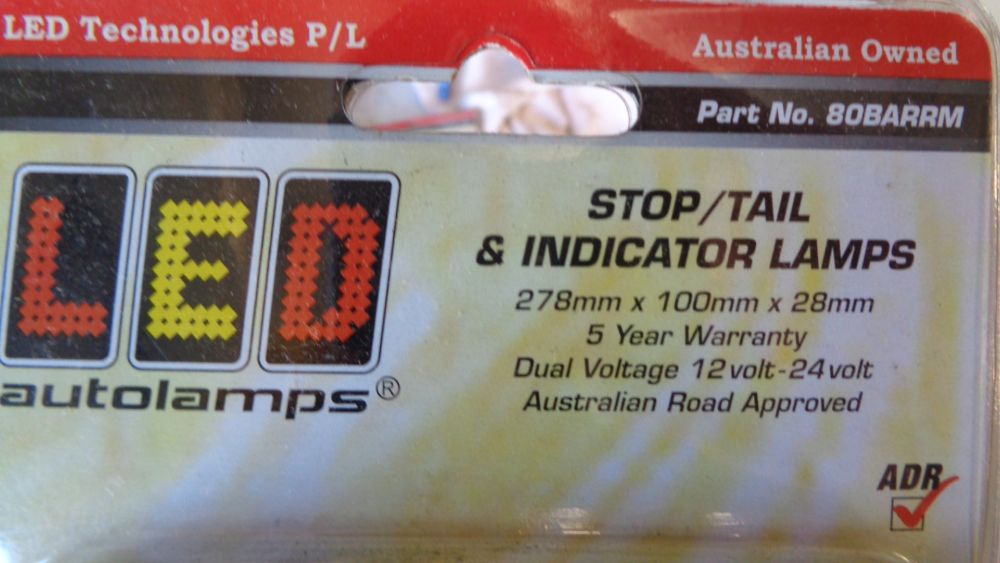 LED Technologies P/L
Australian Owned
Part No. 80BARRM
LED
autolamps®
STOP/TAIL
& INDICATOR LAMPS
278mm x 100mm x 28mm
5 Year Warranty
Dual Voltage 12volt-24volt
Australian Road Approved
ADR